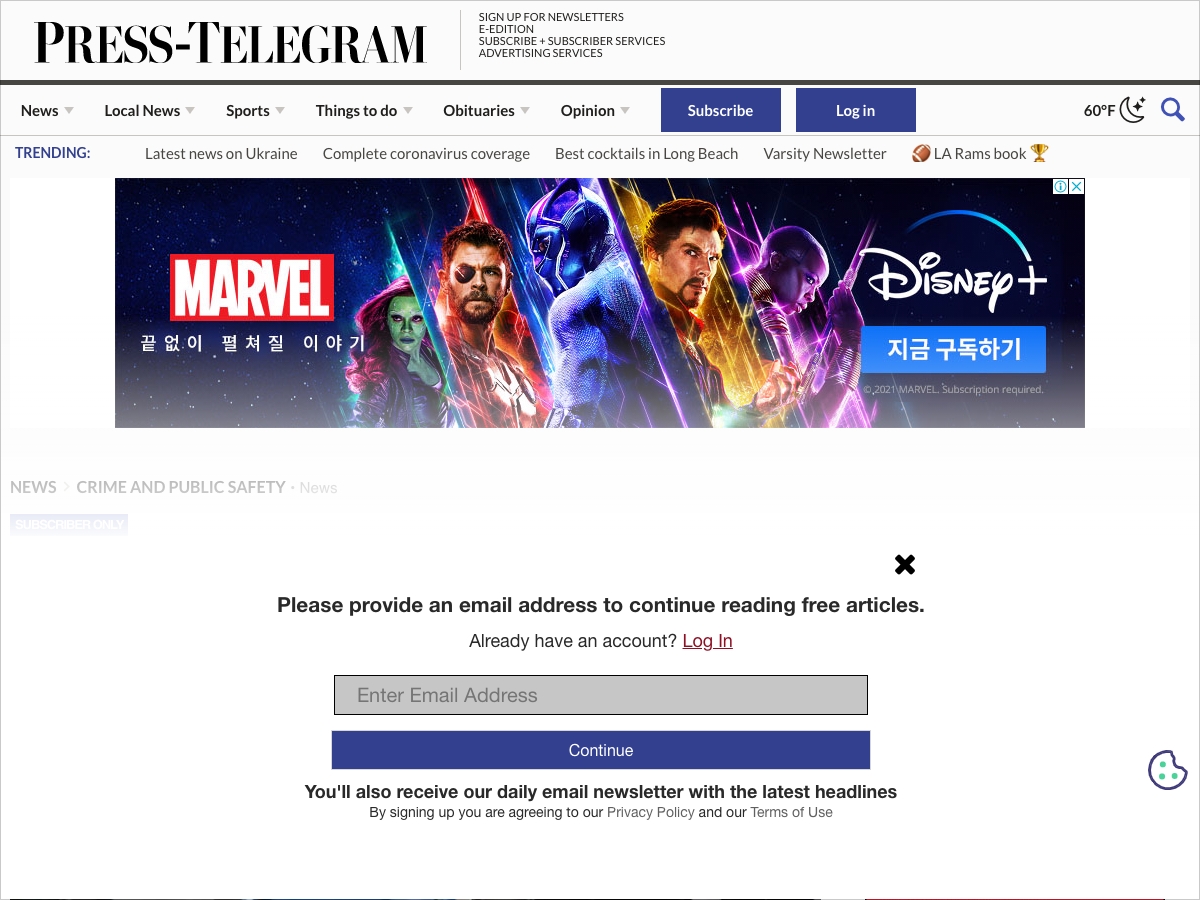 PRESS-TELEGRAM
SIGN UP FOR NEWSLETTERS
E-EDITION
SUBSCRIBE + SUBSCRIBER SERVICES
ADVERTISING SERVICES
News Local News Sports Things to do Obituaries Opinion Subscribe Log in 60°F
TRENDING: Latest news on Ukraine Complete coronavirus coverage Best cocktails in Long Beach Varsity Newsletter 🏈 LA Rams book 🏆
MARVEL
끝없이 펼쳐질 이야기
Disney+
지금 구독하기
© 2021 MARVEL. Subscription required.
NEWS > CRIME AND PUBLIC SAFETY • News
SUBSCRIBER ONLY
Please provide an email address to continue reading free articles.
Already have an account? Log In
Enter Email Address
Continue
You'll also receive our daily email newsletter with the latest headlines
By signing up you are agreeing to our Privacy Policy and our Terms of Use